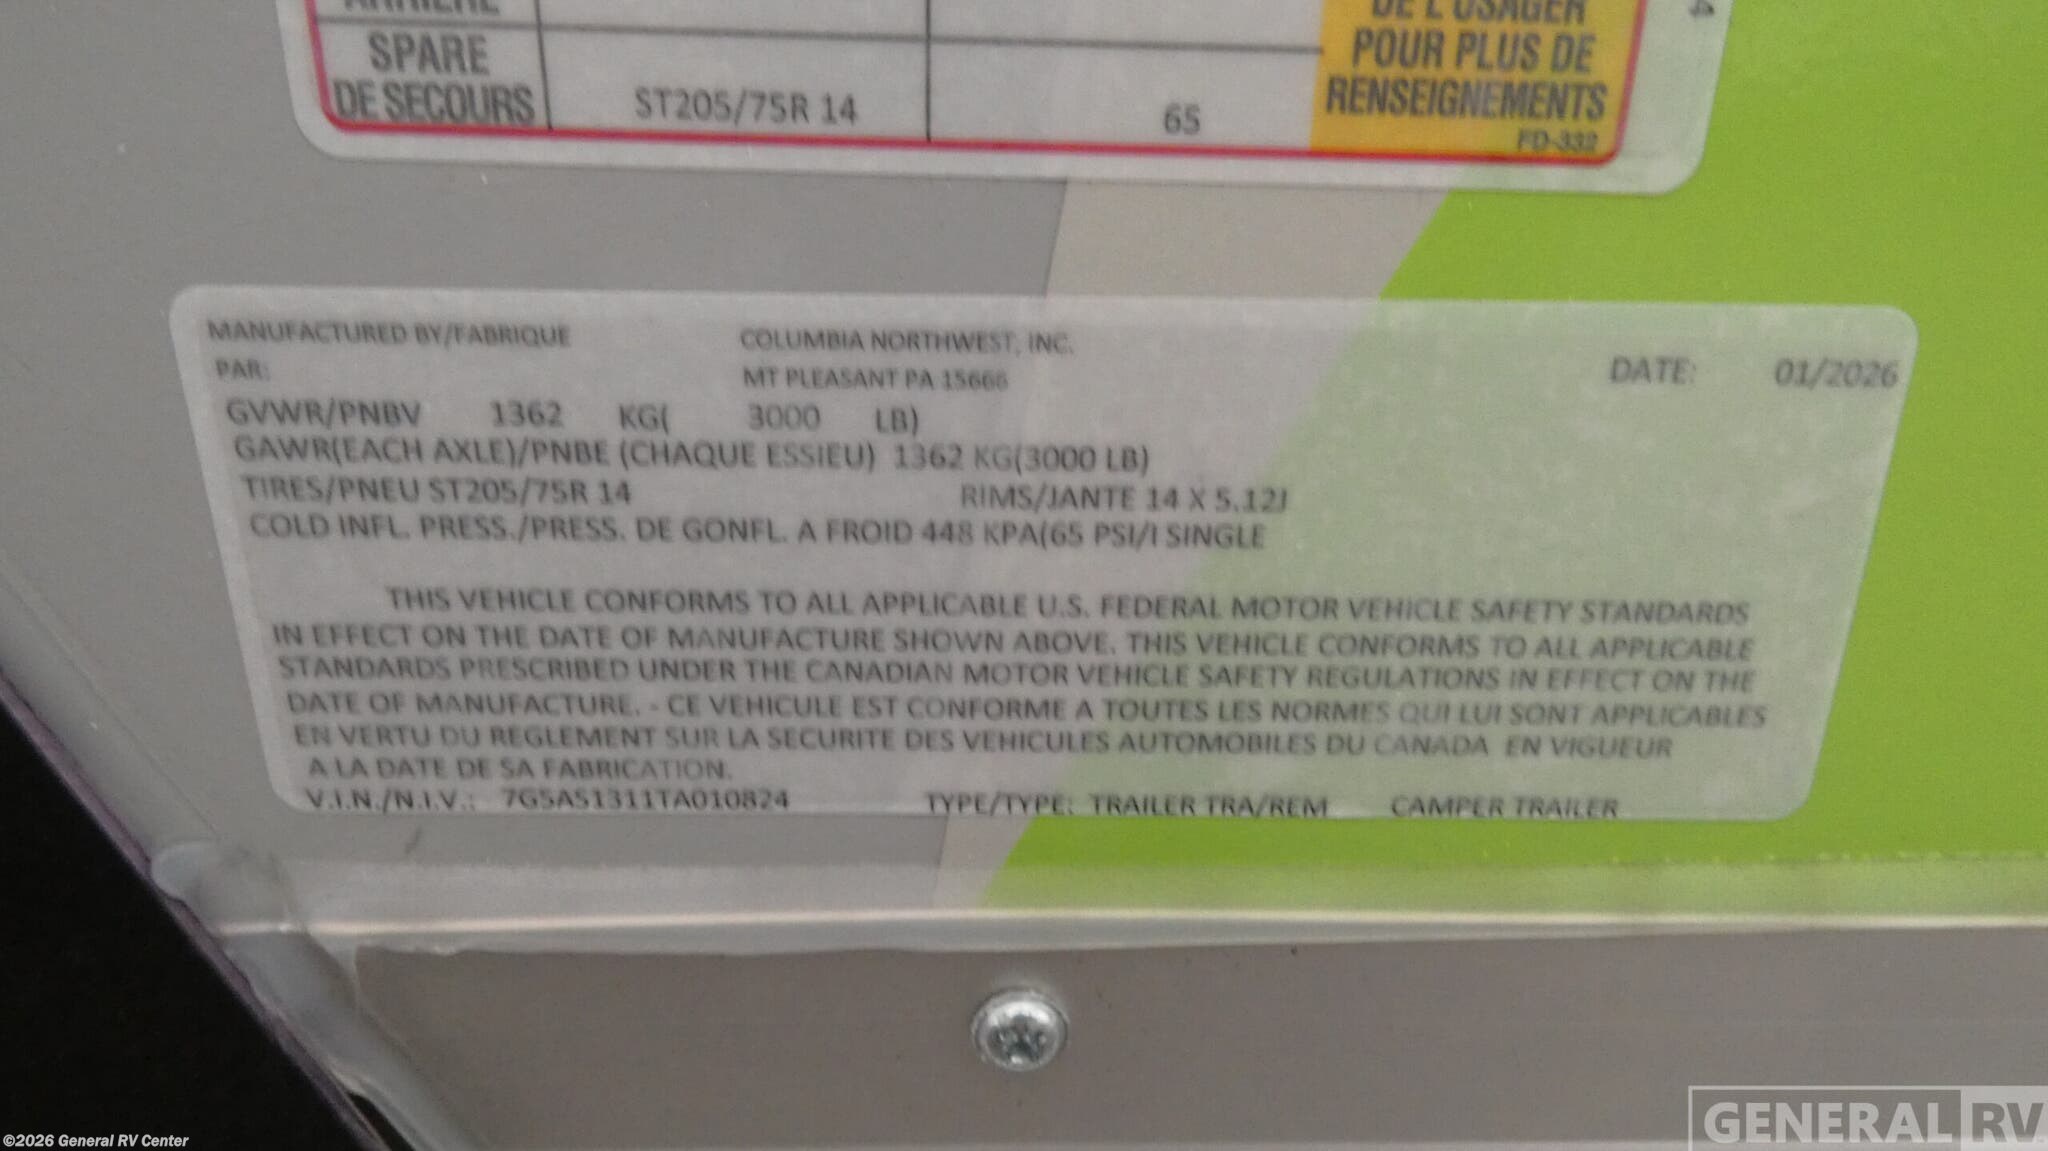 ARRIÈRE
SPARE
DE SECOURS
ST205/75R 14
65
DE L'USAGER
POUR PLUS DE
RENSEIGNEMENTS
PD-332
4
MANUFACTURED BY/FABRIQUE
PAR:
COLUMBIA NORTHWEST, INC.
MT PLEASANT PA 15666
DATE: 01/2026
GVWR/PNBV 1362 KG( 3000 LB)
GAWR(EACH AXLE)/PNBE (CHAQUE ESSIEU) 1362 KG(3000 LB)
TIRES/PNEU ST205/75R 14 RIMS/JANTE 14 X 5.12J
COLD INFL. PRESS./PRESS. DE GONFL. A FROID 448 KPA(65 PSI/I SINGLE
THIS VEHICLE CONFORMS TO ALL APPLICABLE U.S. FEDERAL MOTOR VEHICLE SAFETY STANDARDS
IN EFFECT ON THE DATE OF MANUFACTURE SHOWN ABOVE. THIS VEHICLE CONFORMS TO ALL APPLICABLE
STANDARDS PRESCRIBED UNDER THE CANADIAN MOTOR VEHICLE SAFETY REGULATIONS IN EFFECT ON THE
DATE OF MANUFACTURE. - CE VEHICULE EST CONFORME A TOUTES LES NORMES QUI LUI SONT APPLICABLES
EN VERTU DU REGLEMENT SUR LA SECURITE DES VEHICULES AUTOMOBILES DU CANADA EN VIGUEUR
A LA DATE DE SA FABRICATION.
V.I.N./N.I.V.: 7G5AS1311TA010824 TYPE/TYPE: TRAILER TRA/REM CAMPER TRAILER
©2026 General RV Center
GENERAL RV